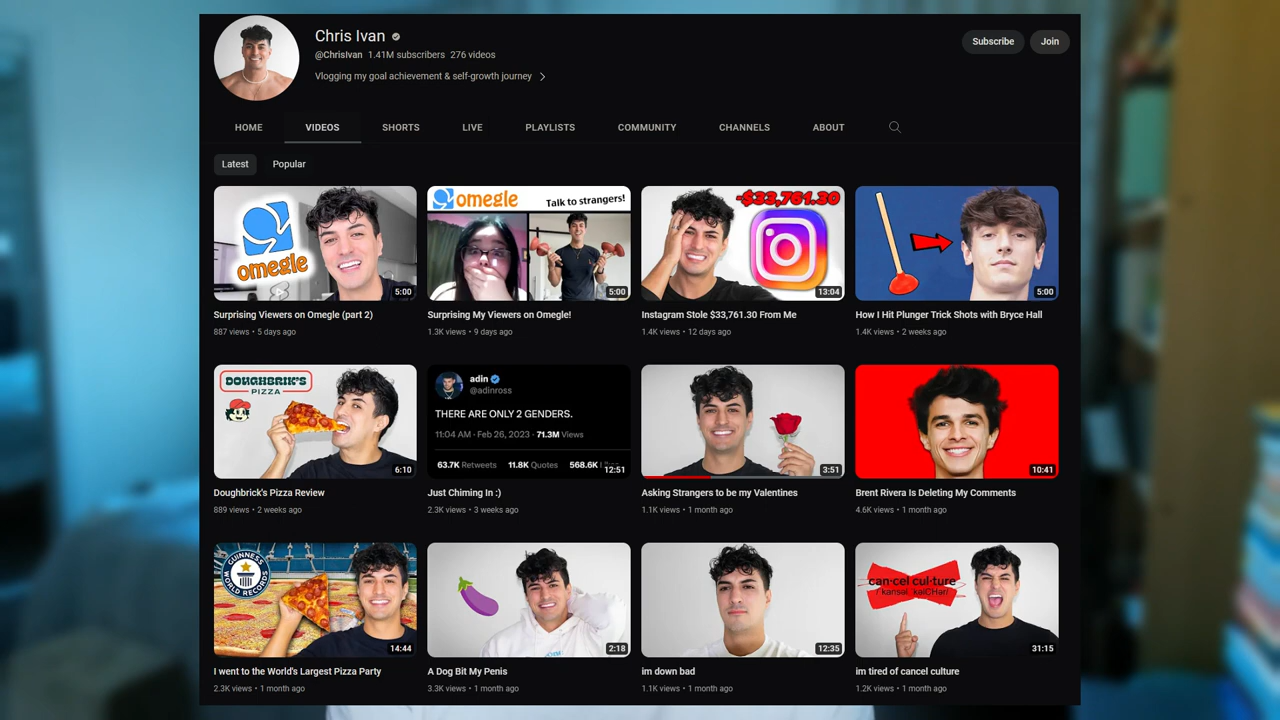 Chris Ivan
@ChrisIvan 1.41M subscribers 276 videos
Vlogging my goal achievement & self-growth journey
Subscribe
Join
HOME
VIDEOS
SHORTS
LIVE
PLAYLISTS
COMMUNITY
CHANNELS
ABOUT
Latest
Popular
omegle
5:00
omegle
Talk to strangers!
5:00
-$33,761.30
13:04
5:00
Surprising Viewers on Omegle (part 2)
887 views • 5 days ago
Surprising My Viewers on Omegle!
1.3K views • 9 days ago
Instagram Stole $33,761.30 From Me
1.4K views • 12 days ago
How I Hit Plunger Trick Shots with Bryce Hall
1.4K views • 2 weeks ago
DOUGHBRIK'S
PIZZA
6:10
adin
@adinross
THERE ARE ONLY 2 GENDERS.
11:04 AM · Feb 26, 2023 · 71.3M Views
63.7K Retweets 11.8K Quotes 568.6K
12:51
3:51
10:41
Doughbrick's Pizza Review
889 views • 2 weeks ago
Just Chiming In :)
2.3K views • 3 weeks ago
Asking Strangers to be my Valentines
1.1K views • 1 month ago
Brent Rivera Is Deleting My Comments
4.6K views • 1 month ago
GUINNESS
WORLD RECORDS
14:44
2:18
12:35
can·cel cul·ture
31:15
I went to the World's Largest Pizza Party
2.3K views • 1 month ago
A Dog Bit My Penis
3.3K views • 1 month ago
im down bad
1.1K views • 1 month ago
im tired of cancel culture
1.2K views • 1 month ago